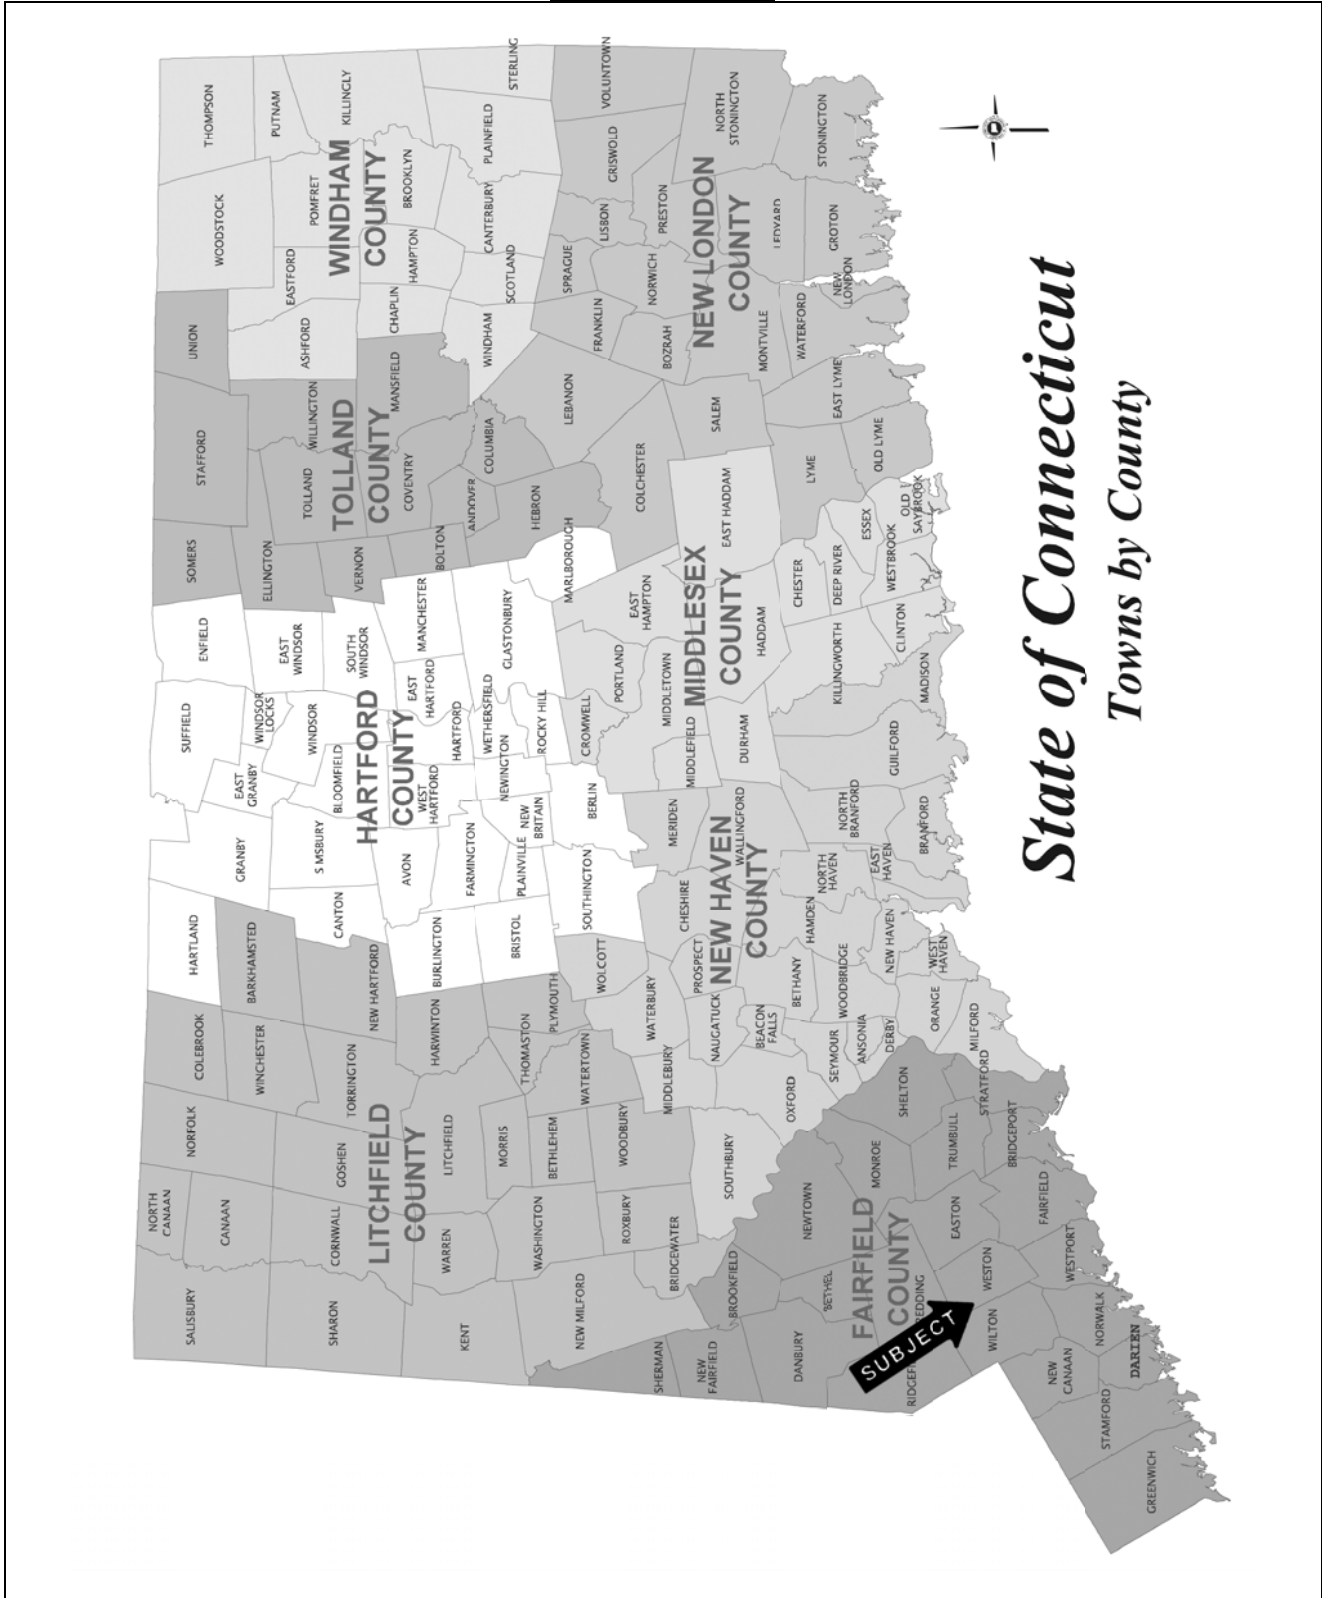 SALISBURY
NORTH
CANAAN
CANAAN
NORFOLK
COLEBROOK
HARTLAND
BARKHAMSTED
WINCHESTER
GRANBY
SUFFIELD
EAST
GRANBY
WINDSOR
LOCKS
ENFIELD
SOMERS
ELLINGTON
STAFFORD
UNION
WOODSTOCK
THOMPSON
PUTNAM
SHARON
CORNWALL
GOSHEN
TORRINGTON
NEW HARTFORD
CANTON
S MSBURY
BLOOMFIELD
WINDSOR
EAST
WINDSOR
SOUTH
WINDSOR
VERNON
TOLLAND
WILLINGTON
ASHFORD
EASTFORD
POMFRET
KILLINGLY
LITCHFIELD
COUNTY
HARTFORD
COUNTY
TOLLAND
COUNTY
WINDHAM
COUNTY
KENT
WARREN
LITCHFIELD
HARWINTON
BURLINGTON
AVON
WEST
HARTFORD
HARTFORD
EAST
HARTFORD
MANCHESTER
BOLTON
COVENTRY
ANDOVER
MANSFIELD
CHAPLIN
HAMPTON
BROOKLYN
NEW MILFORD
WASHINGTON
MORRIS
BETHLEHEM
THOMASTON
PLYMOUTH
BRISTOL
FARMINGTON
PLAINVILLE
NEW
BRITAIN
NEWINGTON
WETHERSFIELD
ROCKY HILL
GLASTONBURY
HEBRON
COLUMBIA
WINDHAM
SCOTLAND
CANTERBURY
PLAINFIELD
STERLING
SHERMAN
BRIDGEWATER
ROXBURY
WOODBURY
WATERTOWN
WOLCOTT
SOUTHINGTON
BERLIN
CROMWELL
PORTLAND
MARLBOROUGH
EAST
HAMPTON
COLCHESTER
LEBANON
FRANKLIN
SPRAGUE
LISBON
GRISWOLD
VOLUNTOWN
NEW
FAIRFIELD
BROOKFIELD
SOUTHBURY
MIDDLEBURY
WATERBURY
NAUGATUCK
PROSPECT
CHESHIRE
MERIDEN
WALLINGFORD
MIDDLEFIELD
MIDDLETOWN
DURHAM
HADDAM
EAST HADDAM
SALEM
BOZRAH
NORWICH
PRESTON
NORTH
STONINGTON
NEW HAVEN
COUNTY
MIDDLESEX
COUNTY
NEW LONDON
COUNTY
DANBURY
BETHEL
NEWTOWN
OXFORD
SEYMOUR
BEACON
FALLS
BETHANY
WOODBRIDGE
HAMDEN
NORTH
HAVEN
NORTH
BRANFORD
KILLINGWORTH
CHESTER
DEEP RIVER
ESSEX
LYME
MONTVILLE
WATERFORD
EAST LYME
LEDYARD
GROTON
STONINGTON
FAIRFIELD
COUNTY
SUBJECT
RIDGEFI
EDDING
MONROE
SHELTON
ANSONIA
DERBY
ORANGE
NEW HAVEN
WEST
HAVEN
EAST
HAVEN
BRANFORD
GUILFORD
MADISON
CLINTON
WESTBROOK
OLD
SAYBROOK
OLD LYME
NEW
LONDON
WILTON
WESTON
EASTON
TRUMBULL
STRATFORD
MILFORD
BRIDGEPORT
FAIRFIELD
WESTPORT
NORWALK
NEW
CANAAN
DARIEN
STAMFORD
GREENWICH
State of Connecticut
Towns by County